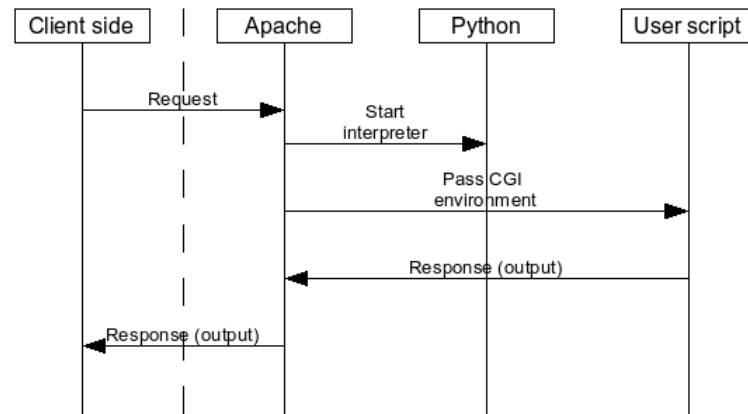 Client side
Apache
Python
User script
Request
Start
interpreter
Pass CGI
environment
Response (output)
Response (output)